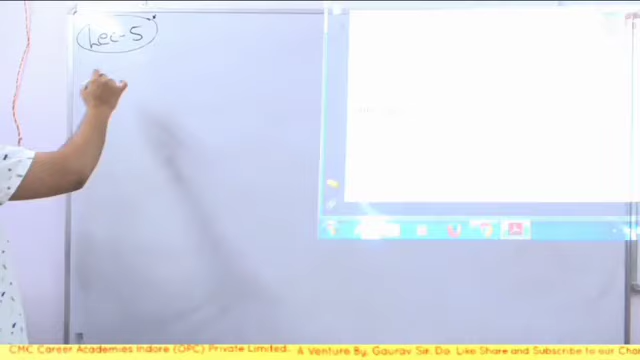 Lec-5
CMC Career Academies Indore (OPC) Private Limited. A Venture By. Gaurav Sir. Do Like Share and Subscribe to our Cha